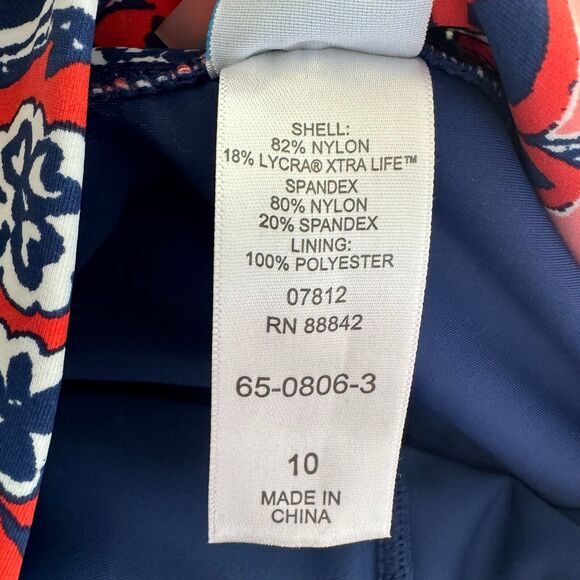 SHELL:
82% NYLON
18% LYCRA® XTRA LIFE™
SPANDEX
80% NYLON
20% SPANDEX
LINING:
100% POLYESTER
07812
RN 88842
65-0806-3
10
MADE IN
CHINA